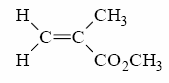 H CH₃
C=C
H CO₂CH₃